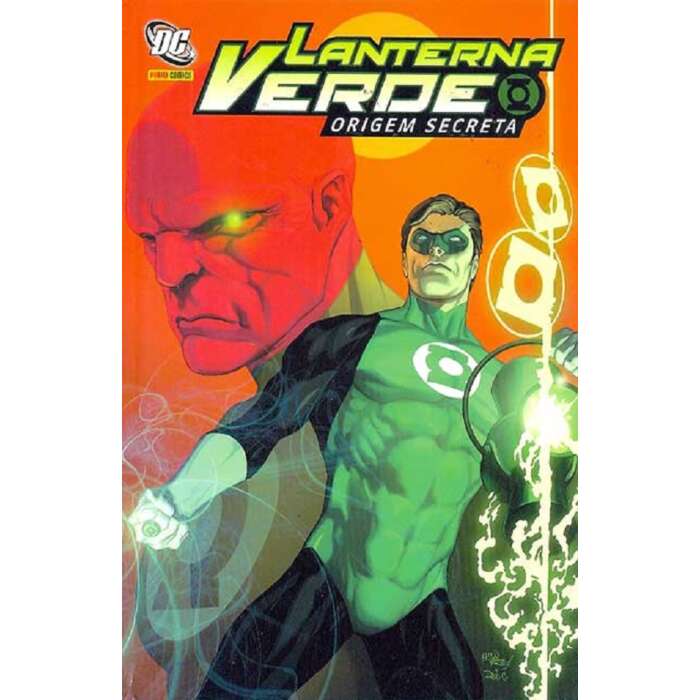 DC
PANINI COMICS
LANTERNA
VERDE
ORIGEM SECRETA